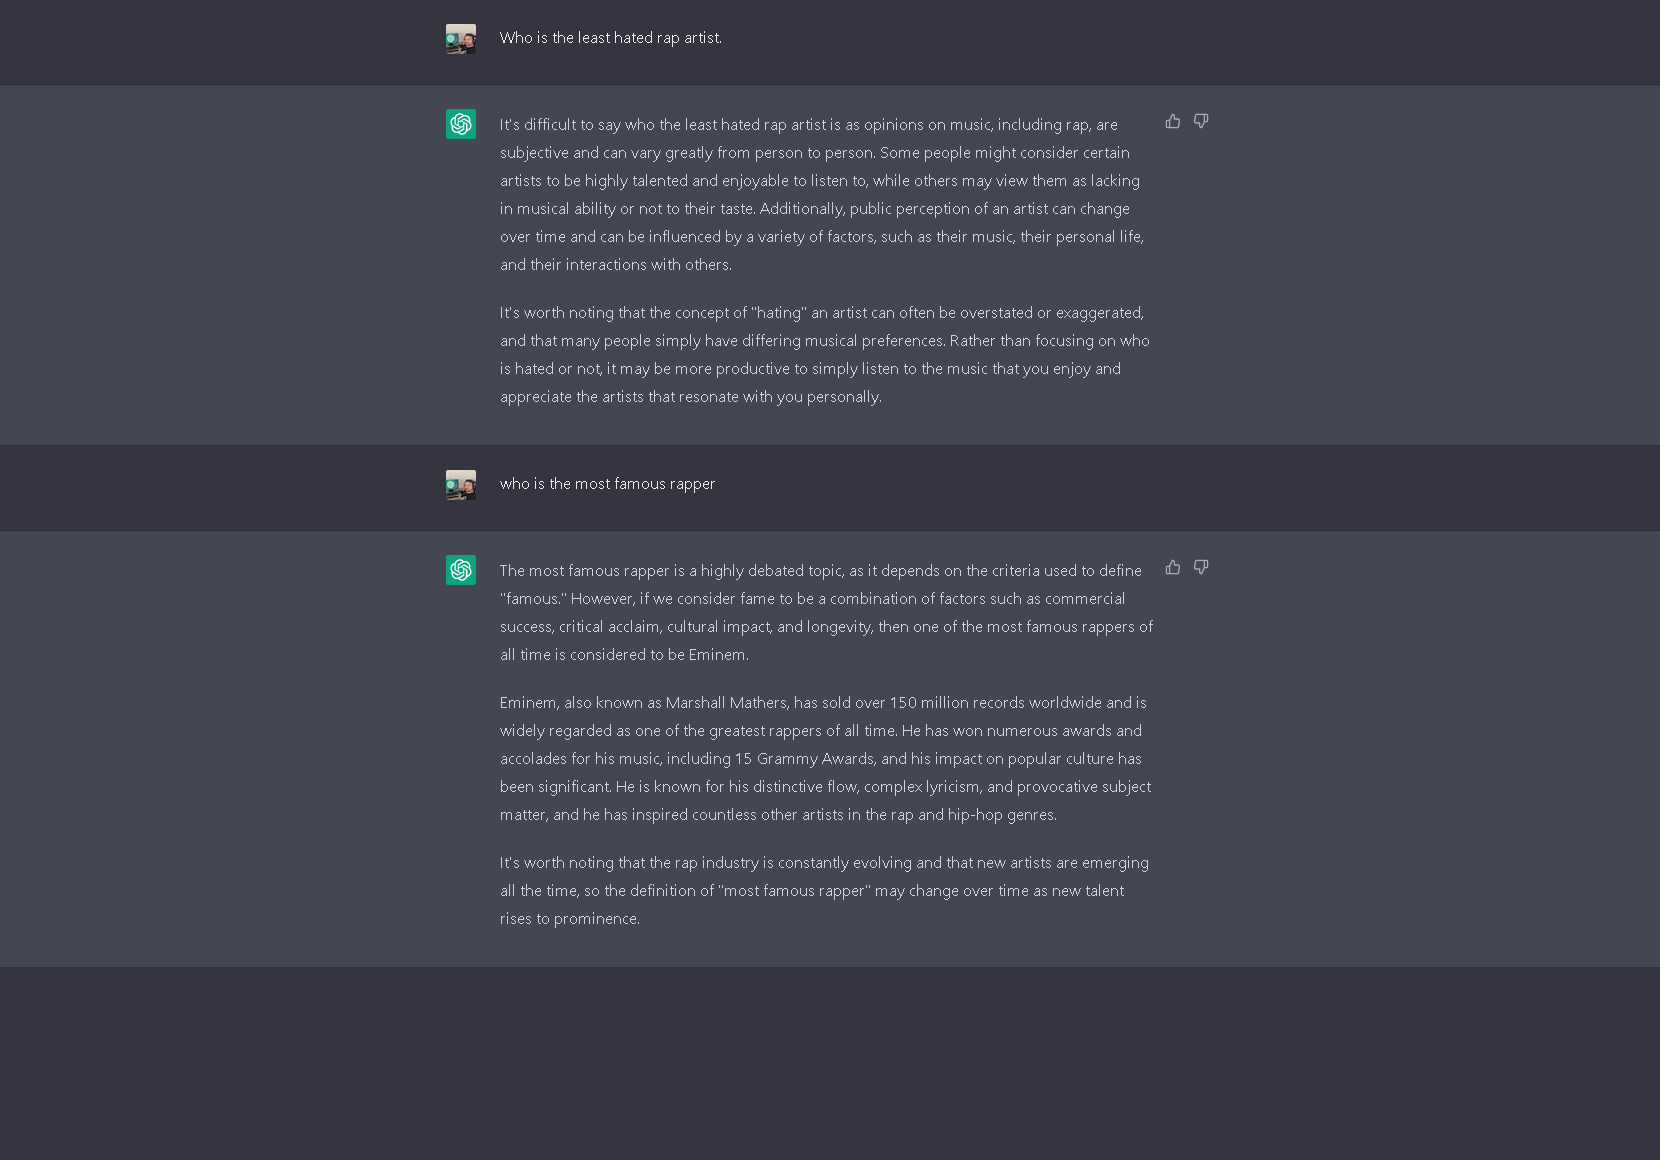 Who is the least hated rap artist.
It's difficult to say who the least hated rap artist is as opinions on music, including rap, are
subjective and can vary greatly from person to person. Some people might consider certain
artists to be highly talented and enjoyable to listen to, while others may view them as lacking
in musical ability or not to their taste. Additionally, public perception of an artist can change
over time and can be influenced by a variety of factors, such as their music, their personal life,
and their interactions with others.
It's worth noting that the concept of "hating" an artist can often be overstated or exaggerated,
and that many people simply have differing musical preferences. Rather than focusing on who
is hated or not, it may be more productive to simply listen to the music that you enjoy and
appreciate the artists that resonate with you personally.
who is the most famous rapper
The most famous rapper is a highly debated topic, as it depends on the criteria used to define
"famous." However, if we consider fame to be a combination of factors such as commercial
success, critical acclaim, cultural impact, and longevity, then one of the most famous rappers of
all time is considered to be Eminem.
Eminem, also known as Marshall Mathers, has sold over 150 million records worldwide and is
widely regarded as one of the greatest rappers of all time. He has won numerous awards and
accolades for his music, including 15 Grammy Awards, and his impact on popular culture has
been significant. He is known for his distinctive flow, complex lyricism, and provocative subject
matter, and he has inspired countless other artists in the rap and hip-hop genres.
It's worth noting that the rap industry is constantly evolving and that new artists are emerging
all the time, so the definition of "most famous rapper" may change over time as new talent
rises to prominence.